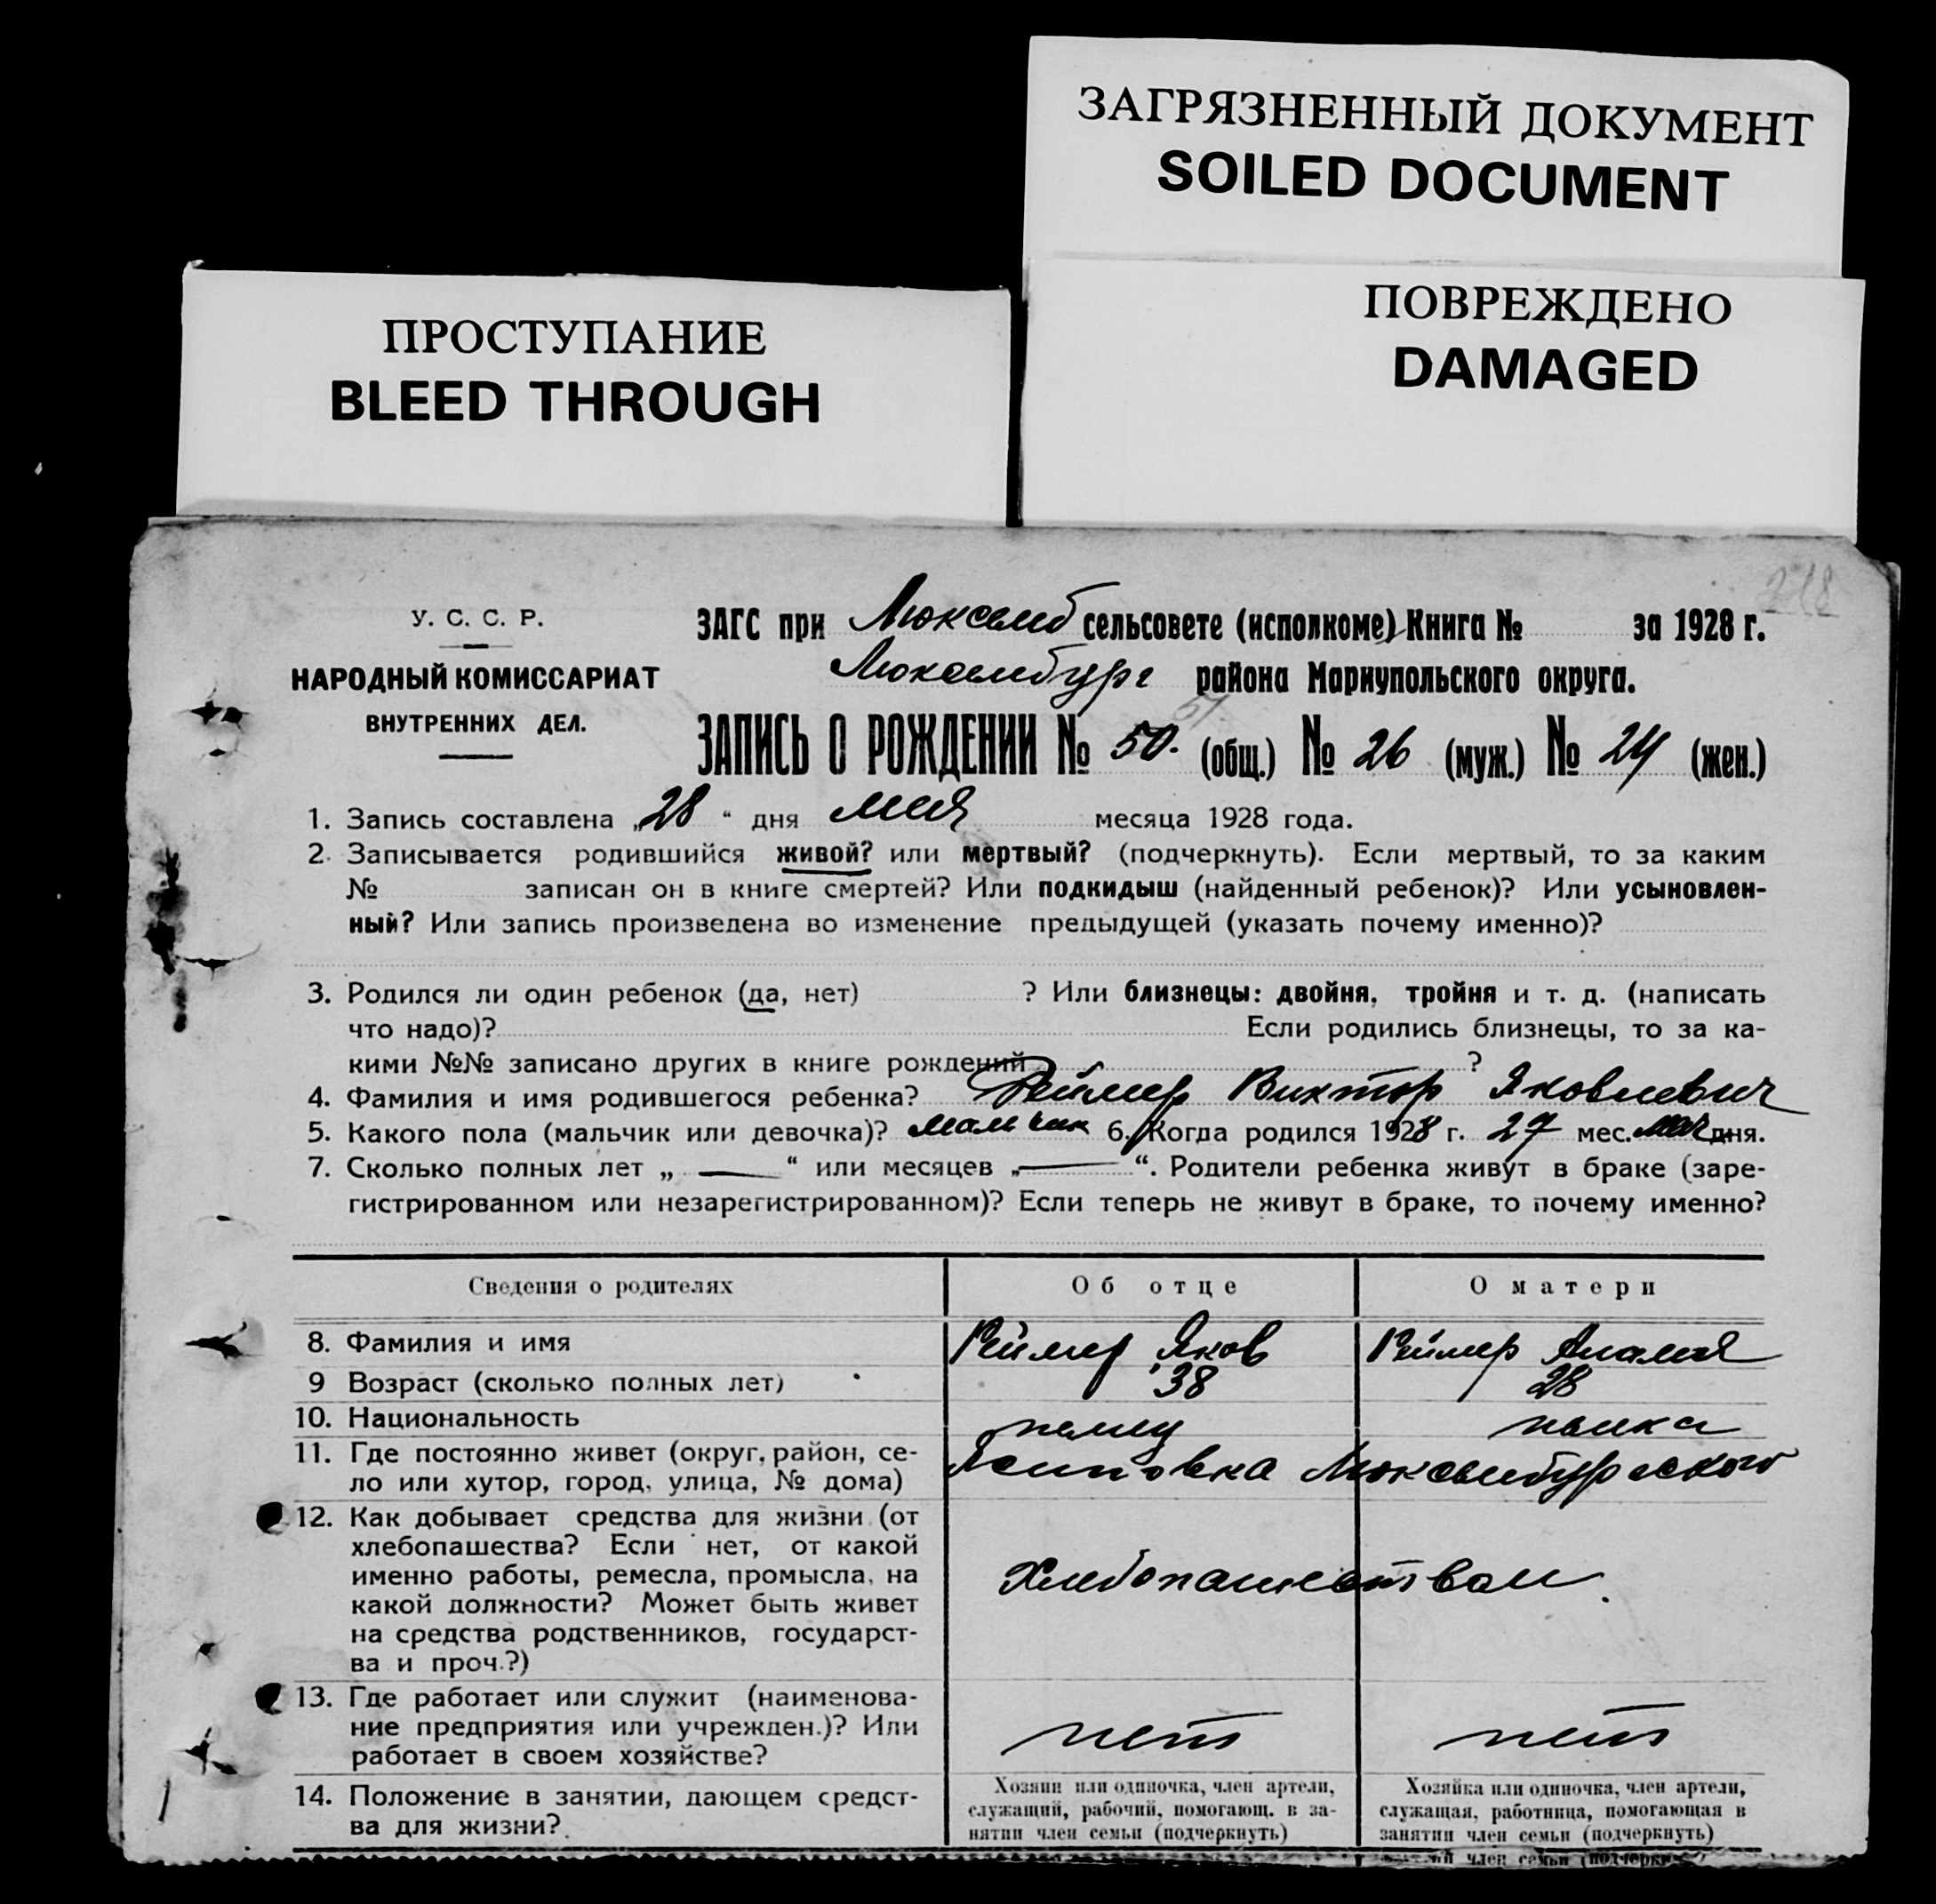 ЗАГРЯЗНЕННЫЙ ДОКУМЕНТ
SOILED DOCUMENT
ПОВРЕЖДЕНО
DAMAGED
ПРОСТУПАНИЕ
BLEED THROUGH
218
У. С. С. Р.
НАРОДНЫЙ КОМИССАРИАТ
ВНУТРЕННИХ ДЕЛ.
ЗАГС при Люксемб сельсовете (исполкоме) Книга № за 1928 г.
Люксембург района Мариупольского округа.
51
ЗАПИСЬ О РОЖДЕНИИ № 50. (общ.) № 26 (муж.) № 24 (жен.)
1. Запись составлена „28“ дня мая месяца 1928 года.
2. Записывается родившийся живой? или мертвый? (подчеркнуть). Если мертвый, то за каким
№ записан он в книге смертей? Или подкидыш (найденный ребенок)? Или усыновлен-
ный? Или запись произведена во изменение предыдущей (указать почему именно)?
3. Родился ли один ребенок (да, нет) ? Или близнецы: двойня, тройня и т. д. (написать
что надо)? Если родились близнецы, то за ка-
кими №№ записано других в книге рождений ?
4. Фамилия и имя родившегося ребенка? Реймер Виктор Яковлевич
5. Какого пола (мальчик или девочка)? мальчик 6. Когда родился 1928 г. 27 мес. мая дня.
7. Сколько полных лет „ — “ или месяцев „ — “. Родители ребенка живут в браке (заре-
гистрированном или незарегистрированном)? Если теперь не живут в браке, то почему именно?
Сведения о родителях Об отце О матери
8. Фамилия и имя Реймер Яков Реймер
9 Возраст (сколько полных лет) 38 28
10. Национальность немец немка
11. Где постоянно живет (округ, район, се-
ло или хутор, город, улица, № дома) Люксембургского
12. Как добывает средства для жизни (от
хлебопашества? Если нет, от какой
именно работы, ремесла, промысла, на
какой должности? Может быть живет
на средства родственников, государст-
ва и проч.?)
Хлебопашеством.
13. Где работает или служит (наименова-
ние предприятия или учрежден.)? Или
работает в своем хозяйстве?
нет нет
14. Положение в занятии, дающем средст-
ва для жизни?
Хозяин или одиночка, член артели,
служащий, рабочий, помогающ. в за-
нятии член семьи (подчеркнуть)
Хозяйка или одиночка, член артели,
служащая, работница, помогающая в
занятии член семьи (подчеркнуть)